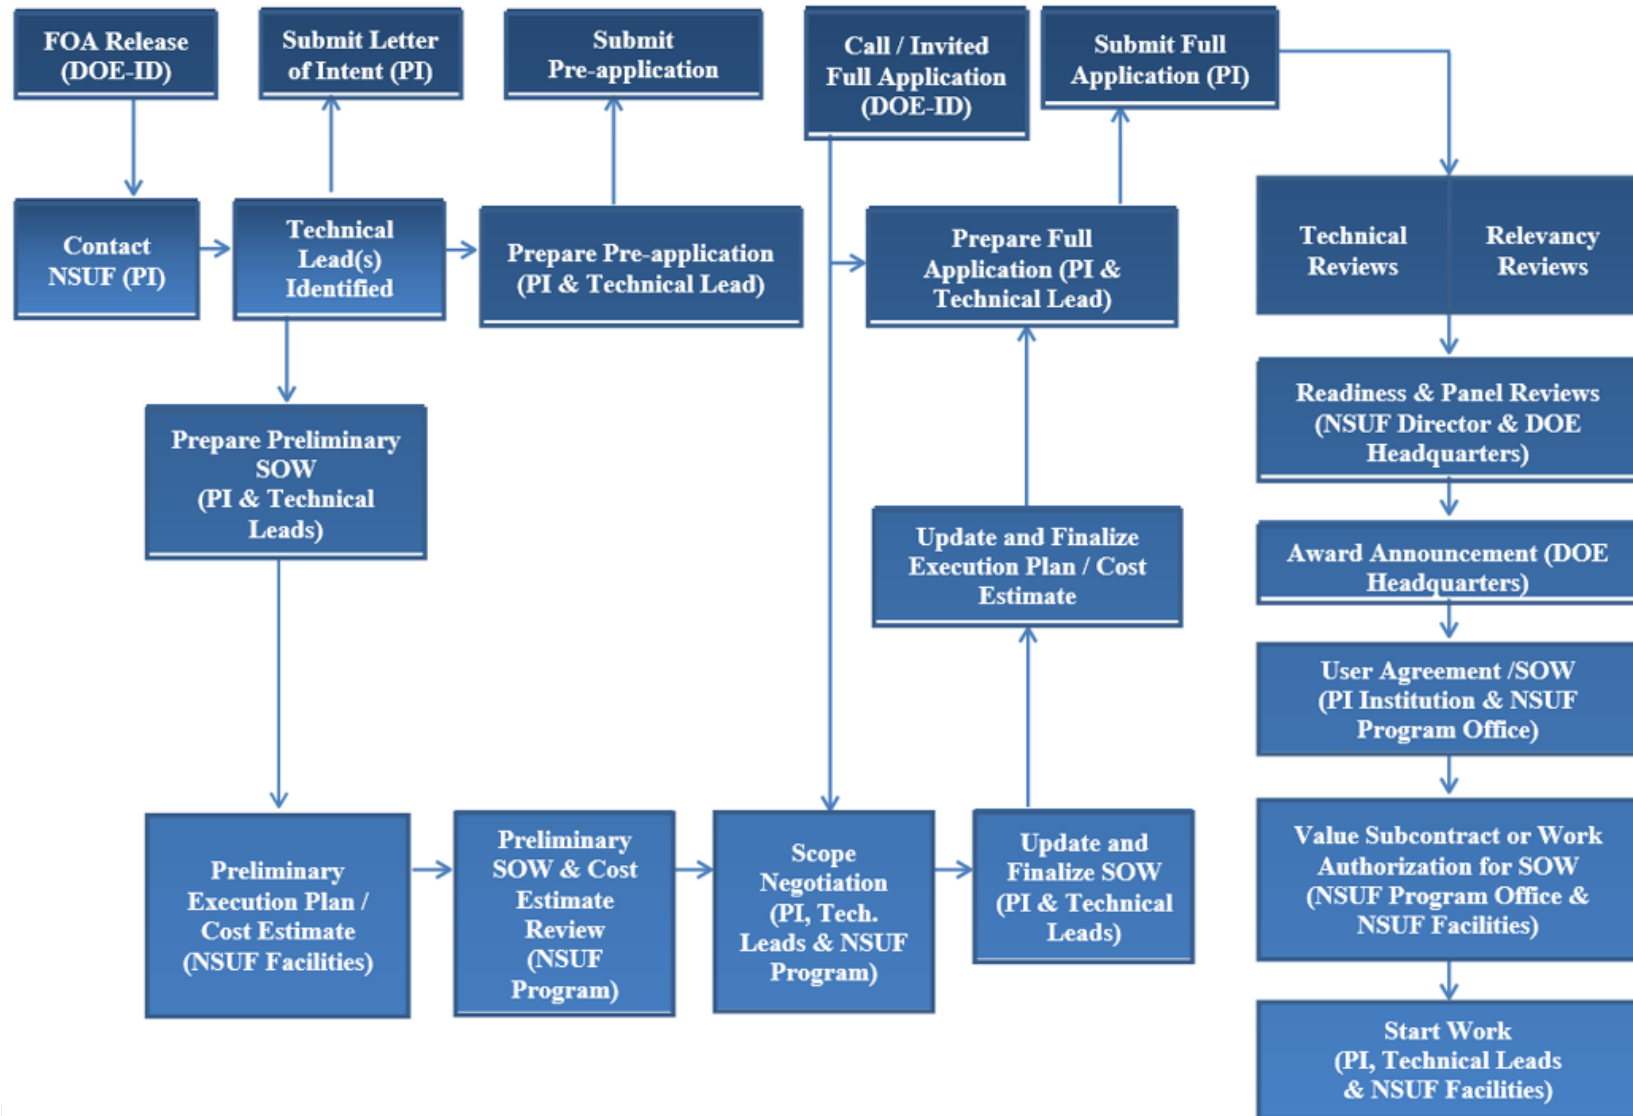 FOA Release
(DOE-ID)
Submit Letter
of Intent (PI)
Submit
Pre-application
Call / Invited
Full Application
(DOE-ID)
Submit Full
Application (PI)
Contact
NSUF (PI)
Technical
Lead(s)
Identified
Prepare Pre-application
(PI & Technical Lead)
Prepare Full
Application (PI &
Technical Lead)
Technical
Reviews
Relevancy
Reviews
Prepare Preliminary
SOW
(PI & Technical
Leads)
Readiness & Panel Reviews
(NSUF Director & DOE
Headquarters)
Update and Finalize
Execution Plan / Cost
Estimate
Award Announcement (DOE
Headquarters)
User Agreement /SOW
(PI Institution & NSUF
Program Office)
Preliminary
Execution Plan /
Cost Estimate
(NSUF Facilities)
Preliminary
SOW & Cost
Estimate
Review
(NSUF
Program)
Scope
Negotiation
(PI, Tech.
Leads & NSUF
Program)
Update and
Finalize SOW
(PI & Technical
Leads)
Value Subcontract or Work
Authorization for SOW
(NSUF Program Office &
NSUF Facilities)
Start Work
(PI, Technical Leads
& NSUF Facilities)